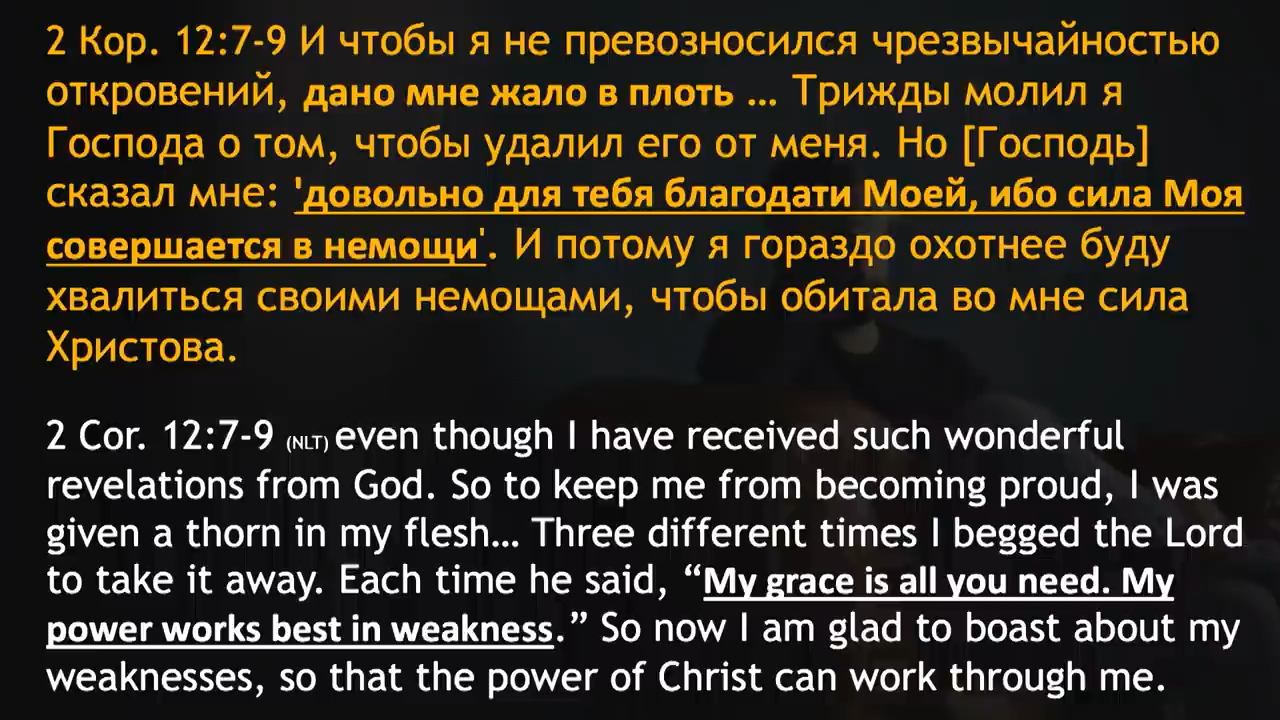 2 Кор. 12:7-9 И чтобы я не превозносился чрезвычайностью
откровений, дано мне жало в плоть ... Трижды молил я
Господа о том, чтобы удалил его от меня. Но [Господь]
сказал мне: 'довольно для тебя благодати Моей, ибо сила Моя
совершается в немощи'. И потому я гораздо охотнее буду
хвалиться своими немощами, чтобы обитала во мне сила
Христова.
2 Cor. 12:7-9 (NLT) even though I have received such wonderful
revelations from God. So to keep me from becoming proud, I was
given a thorn in my flesh… Three different times I begged the Lord
to take it away. Each time he said, “My grace is all you need. My
power works best in weakness.” So now I am glad to boast about my
weaknesses, so that the power of Christ can work through me.